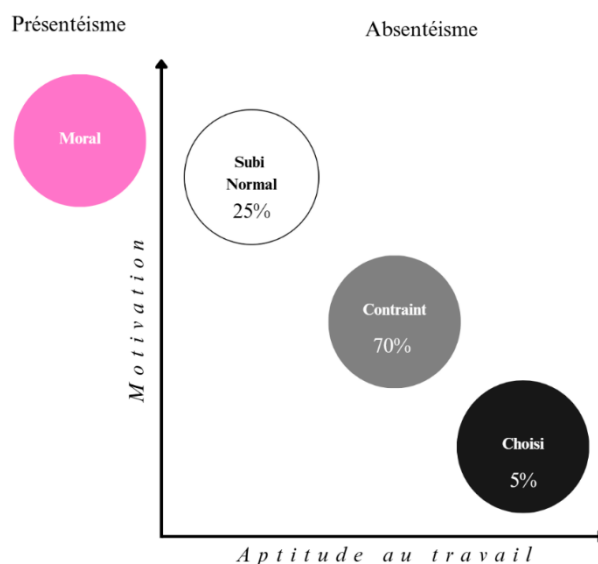 Présentéisme
Absentéisme
Moral
Subi
Normal
25%
Contraint
70%
Choisi
5%
Motivation
Aptitude au travail